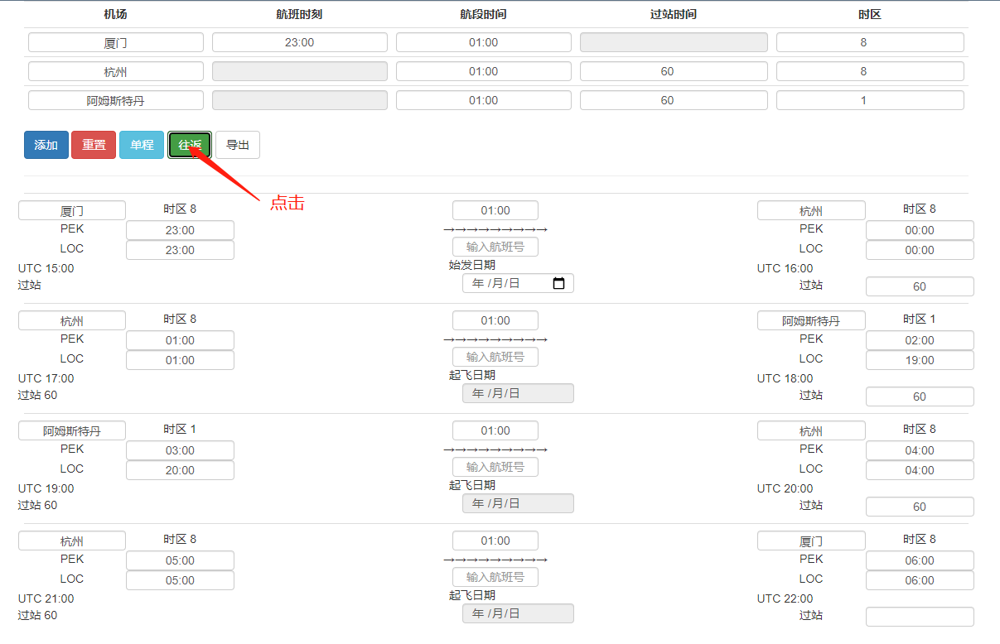 机场 航班时刻 航段时间 过站时间 时区
厦门 23:00 01:00 8
杭州 01:00 60 8
阿姆斯特丹 01:00 60 1
添加 重置 单程 往返 导出
点击
厦门 时区 8 01:00 杭州 时区 8
PEK 23:00 →→→→→→→→→ PEK 00:00
LOC 23:00 输入航班号 LOC 00:00
UTC 15:00 始发日期 UTC 16:00
过站 年 /月/日 过站 60
杭州 时区 8 01:00 阿姆斯特丹 时区 1
PEK 01:00 →→→→→→→→→ PEK 02:00
LOC 01:00 输入航班号 LOC 19:00
UTC 17:00 起飞日期 UTC 18:00
过站 60 年 /月/日 过站 60
阿姆斯特丹 时区 1 01:00 杭州 时区 8
PEK 03:00 →→→→→→→→→ PEK 04:00
LOC 20:00 输入航班号 LOC 04:00
UTC 19:00 起飞日期 UTC 20:00
过站 60 年 /月/日 过站 60
杭州 时区 8 01:00 厦门 时区 8
PEK 05:00 →→→→→→→→→ PEK 06:00
LOC 05:00 输入航班号 LOC 06:00
UTC 21:00 起飞日期 UTC 22:00
过站 60 年 /月/日 过站